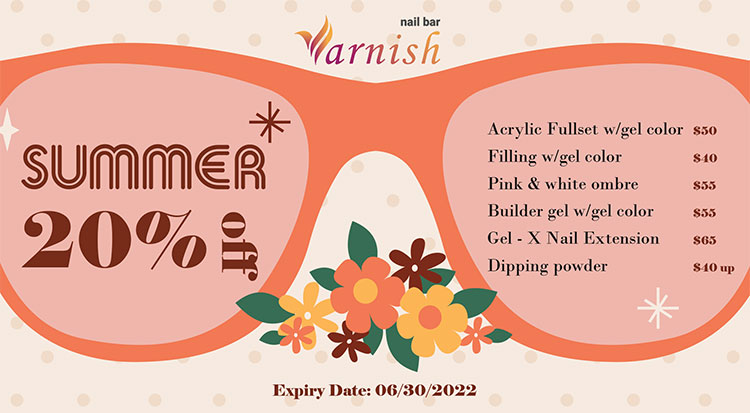 nail bar
Varnish
SUMMER
20% off
Acrylic Fullset w/gel color $50
Filling w/gel color $40
Pink & white ombre $55
Builder gel w/gel color $55
Gel - X Nail Extension $65
Dipping powder $40 up
Expiry Date: 06/30/2022